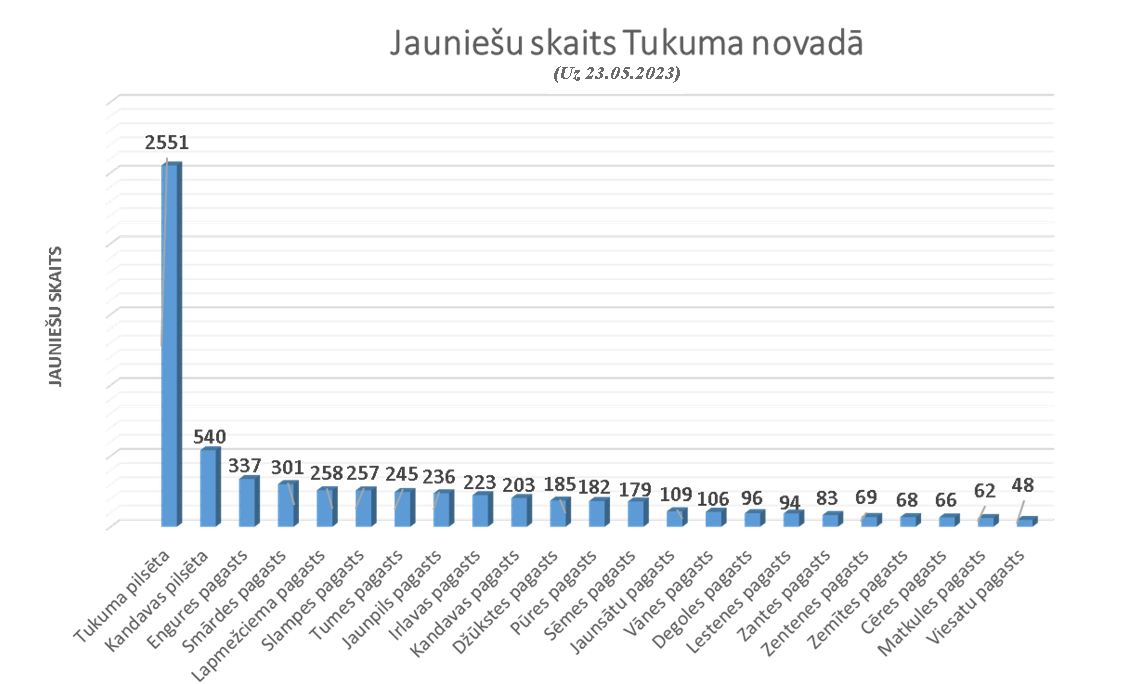 Jauniešu skaits Tukuma novadā
(Uz 23.05.2023)
JAUNIEŠU SKAITS
2551
540
337
301
258
257
245
236
223
203
185
182
179
109
106
96
94
83
69
68
66
62
48
Tukuma pilsēta
Kandavas pilsēta
Engures pagasts
Smārdes pagasts
Lapmežciema pagasts
Slampes pagasts
Tumes pagasts
Jaunpils pagasts
Irlavas pagasts
Kandavas pagasts
Džūkstes pagasts
Pūres pagasts
Sēmes pagasts
Jaunsātu pagasts
Vānes pagasts
Degoles pagasts
Lestenes pagasts
Zantes pagasts
Zentenes pagasts
Zemītes pagasts
Cēres pagasts
Matkules pagasts
Viesatu pagasts